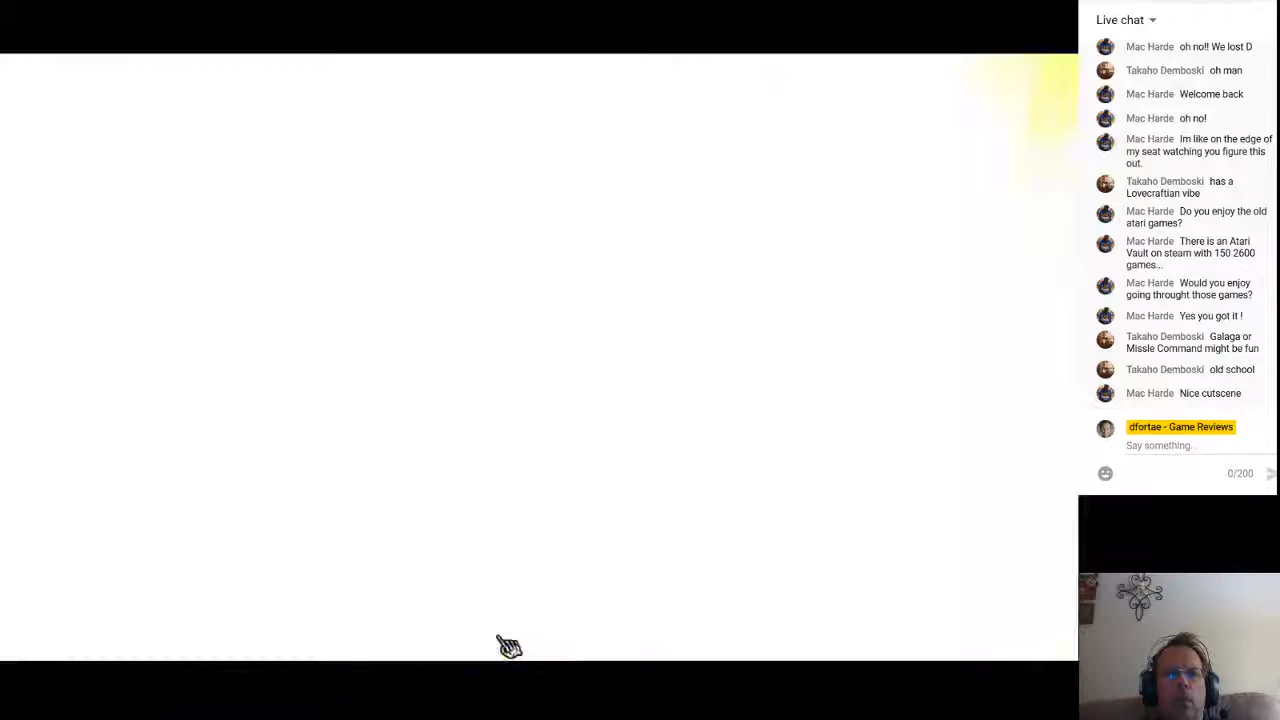 Live chat
Mac Harde oh no!! We lost D
Takaho Demboski oh man
Mac Harde Welcome back
Mac Harde oh no!
Mac Harde Im like on the edge of
my seat watching you figure this
out.
Takaho Demboski has a
Lovecraftian vibe
Mac Harde Do you enjoy the old
atari games?
Mac Harde There is an Atari
Vault on steam with 150 2600
games...
Mac Harde Would you enjoy
going throught those games?
Mac Harde Yes you got it !
Takaho Demboski Galaga or
Missle Command might be fun
Takaho Demboski old school
Mac Harde Nice cutscene
dfortae - Game Reviews
Say something...
0/200